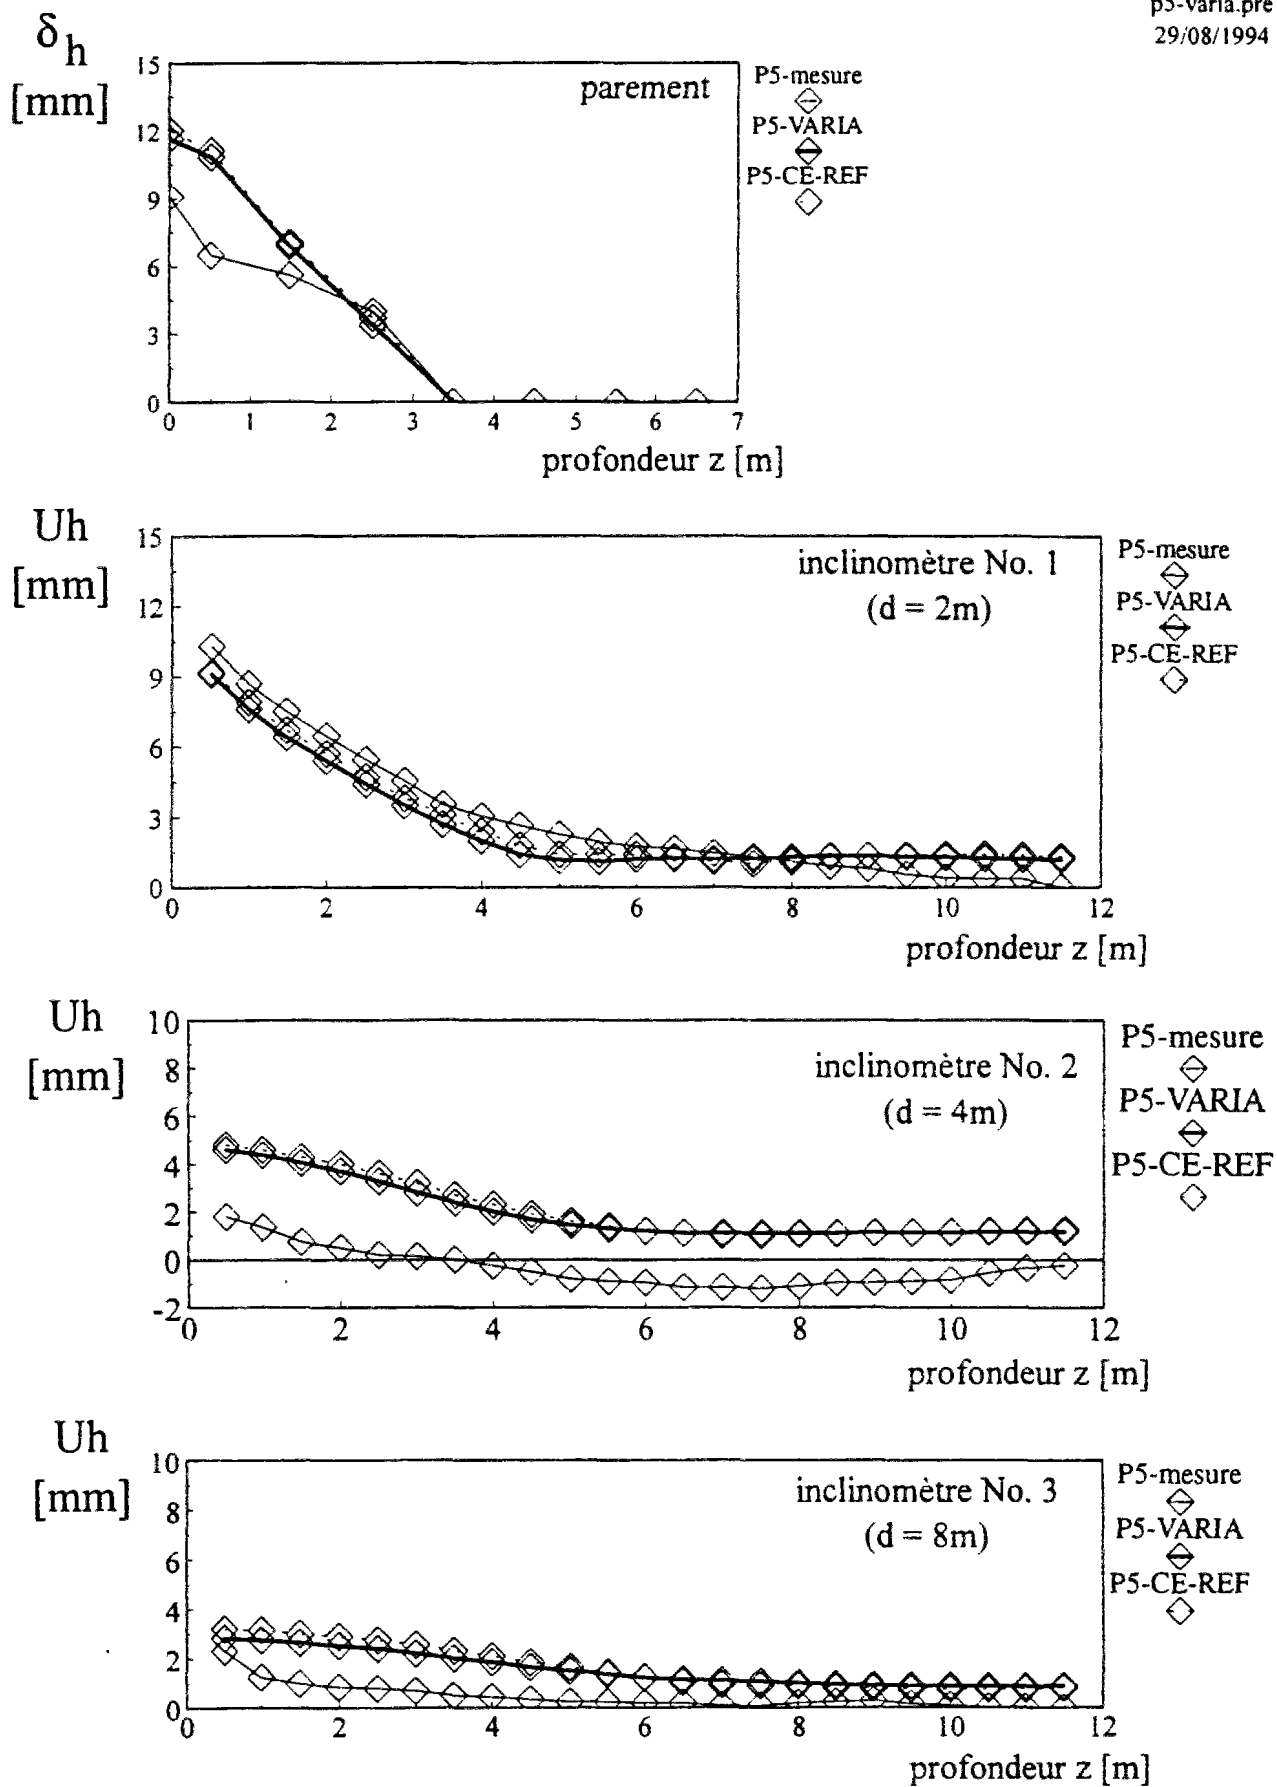 p5-varia.pre
29/08/1994
δh
[mm]
parement
P5-mesure
P5-VARIA
P5-CE-REF
15
12
9
6
3
0
0 1 2 3 4 5 6 7
profondeur z [m]
Uh
[mm]
inclinomètre No. 1
(d = 2m)
P5-mesure
P5-VARIA
P5-CE-REF
15
12
9
6
3
0
0 2 4 6 8 10 12
profondeur z [m]
Uh
[mm]
inclinomètre No. 2
(d = 4m)
P5-mesure
P5-VARIA
P5-CE-REF
10
8
6
4
2
0
-2
0 2 4 6 8 10 12
profondeur z [m]
Uh
[mm]
inclinomètre No. 3
(d = 8m)
P5-mesure
P5-VARIA
P5-CE-REF
10
8
6
4
2
0
0 2 4 6 8 10 12
profondeur z [m]